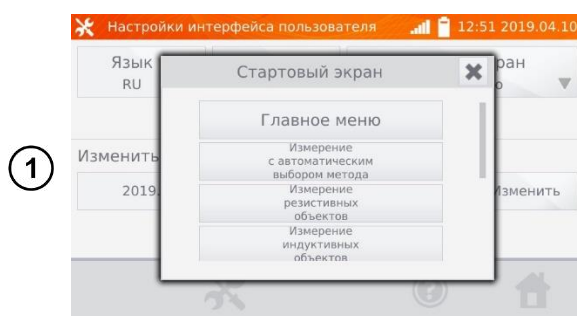 Настройки интерфейса пользователя 12:51 2019.04.10
Язык
RU
Стартовый экран
Главное меню
Измерение
с автоматическим
выбором метода
Измерение
резистивных
объектов
Измерение
индуктивных
объектов
1
Изменить
2019.
Изменить